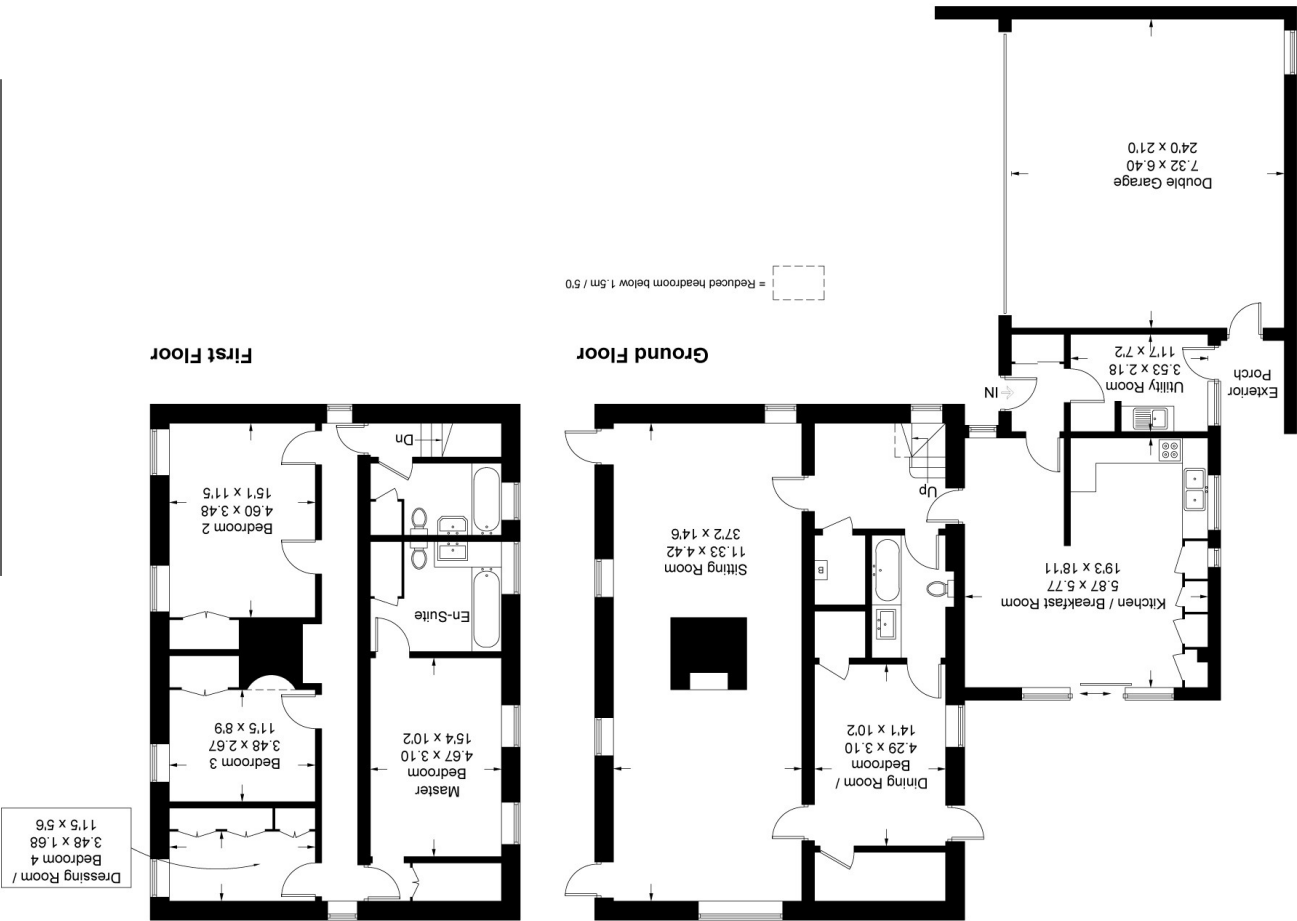 Dressing Room /
Bedroom 4
3.48 x 1.68
11'5 x 5'6
Bedroom 3
3.48 x 2.67
11'5 x 8'9
Master
Bedroom
4.67 x 3.10
15'4 x 10'2
En-Suite
Bedroom 2
4.60 x 3.48
15'1 x 11'5
Dn
First Floor
Dining Room /
Bedroom
4.29 x 3.10
14'1 x 10'2
Sitting Room
11.33 x 4.42
37'2 x 14'6
B
Up
Kitchen / Breakfast Room
5.87 x 5.77
19'3 x 18'11
Ground Floor
IN
Utility Room
3.53 x 2.18
11'7 x 7'2
Exterior
Porch
= Reduced headroom below 1.5m / 5'0
Double Garage
7.32 x 6.40
24'0 x 21'0